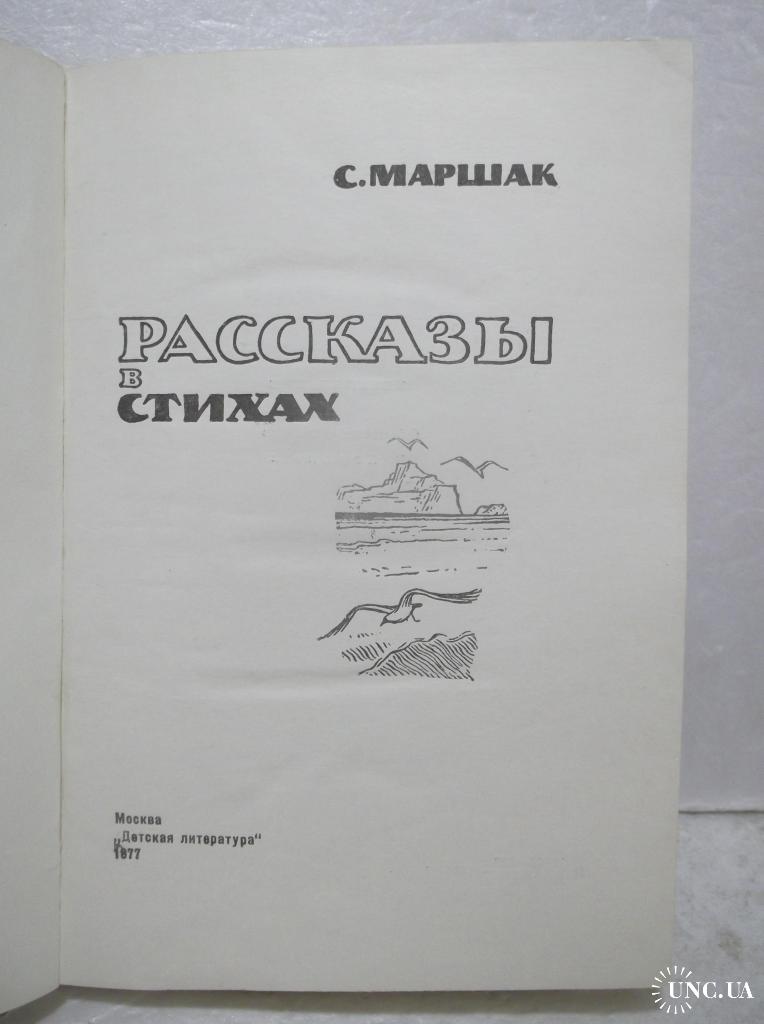 С. МАРШАК
РАССКАЗЫ
В
СТИХАХ
Москва
„Детская литература“
1977
UNC.UA